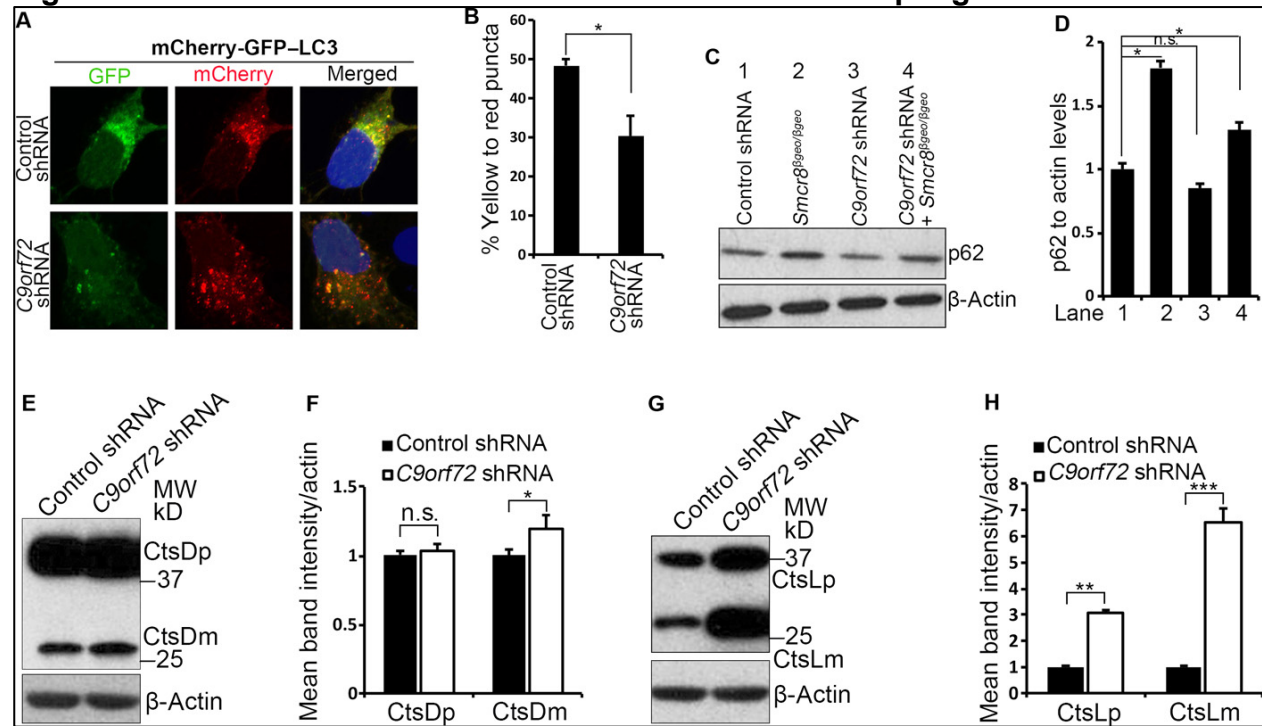 A
mCherry-GFP–LC3
GFP mCherry Merged
Control
shRNA
C9orf72
shRNA
B
% Yellow to red puncta
60
50
40
30
20
10
0
*
Control
shRNA
C9orf72
shRNA
C
1 2 3 4
Control shRNA
Smcr8βgeo/βgeo
C9orf72 shRNA
C9orf72 shRNA
+ Smcr8βgeo/βgeo
p62
β-Actin
D
p62 to actin levels
2
1.5
1
0.5
0
*
n.s.
*
Lane 1 2 3 4
E
Control shRNA
C9orf72 shRNA
MW
kD
CtsDp
37
CtsDm
25
β-Actin
F
Control shRNA
C9orf72 shRNA
Mean band intensity/actin
1.5
1
0.5
0
n.s.
*
CtsDp CtsDm
G
Control shRNA
C9orf72 shRNA
MW
kD
37
CtsLp
25
CtsLm
β-Actin
H
Control shRNA
C9orf72 shRNA
Mean band intensity/actin
8
7
6
5
4
3
2
1
0
**
***
CtsLp CtsLm